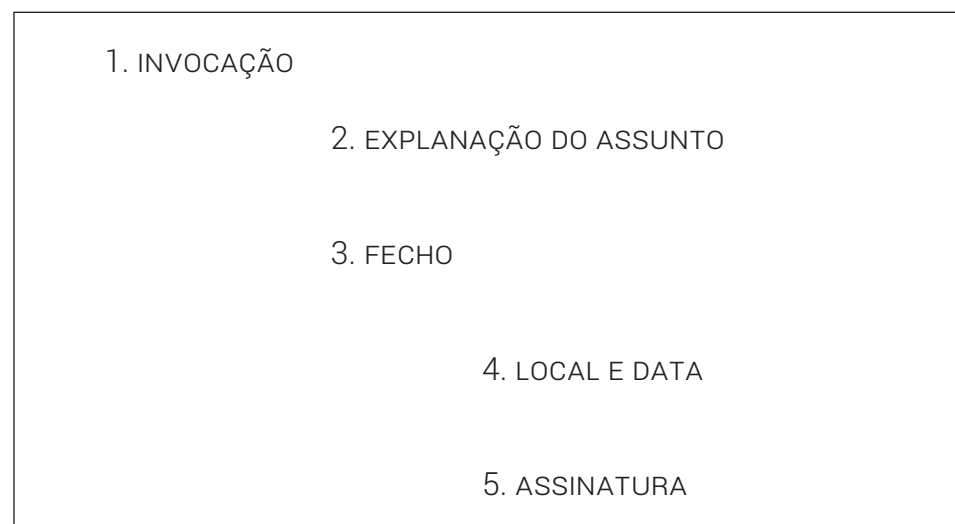 1. INVOCAÇÃO
2. EXPLANAÇÃO DO ASSUNTO
3. FECHO
4. LOCAL E DATA
5. ASSINATURA